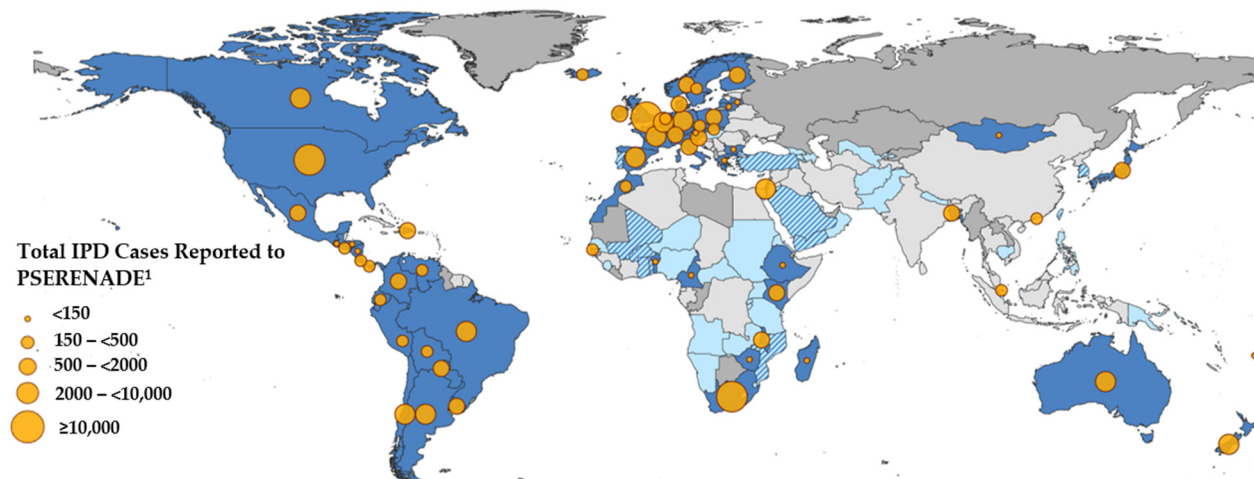 Total IPD Cases Reported to
PSERENADE¹
<150
150 – <500
500 – <2000
2000 – <10,000
≥10,000